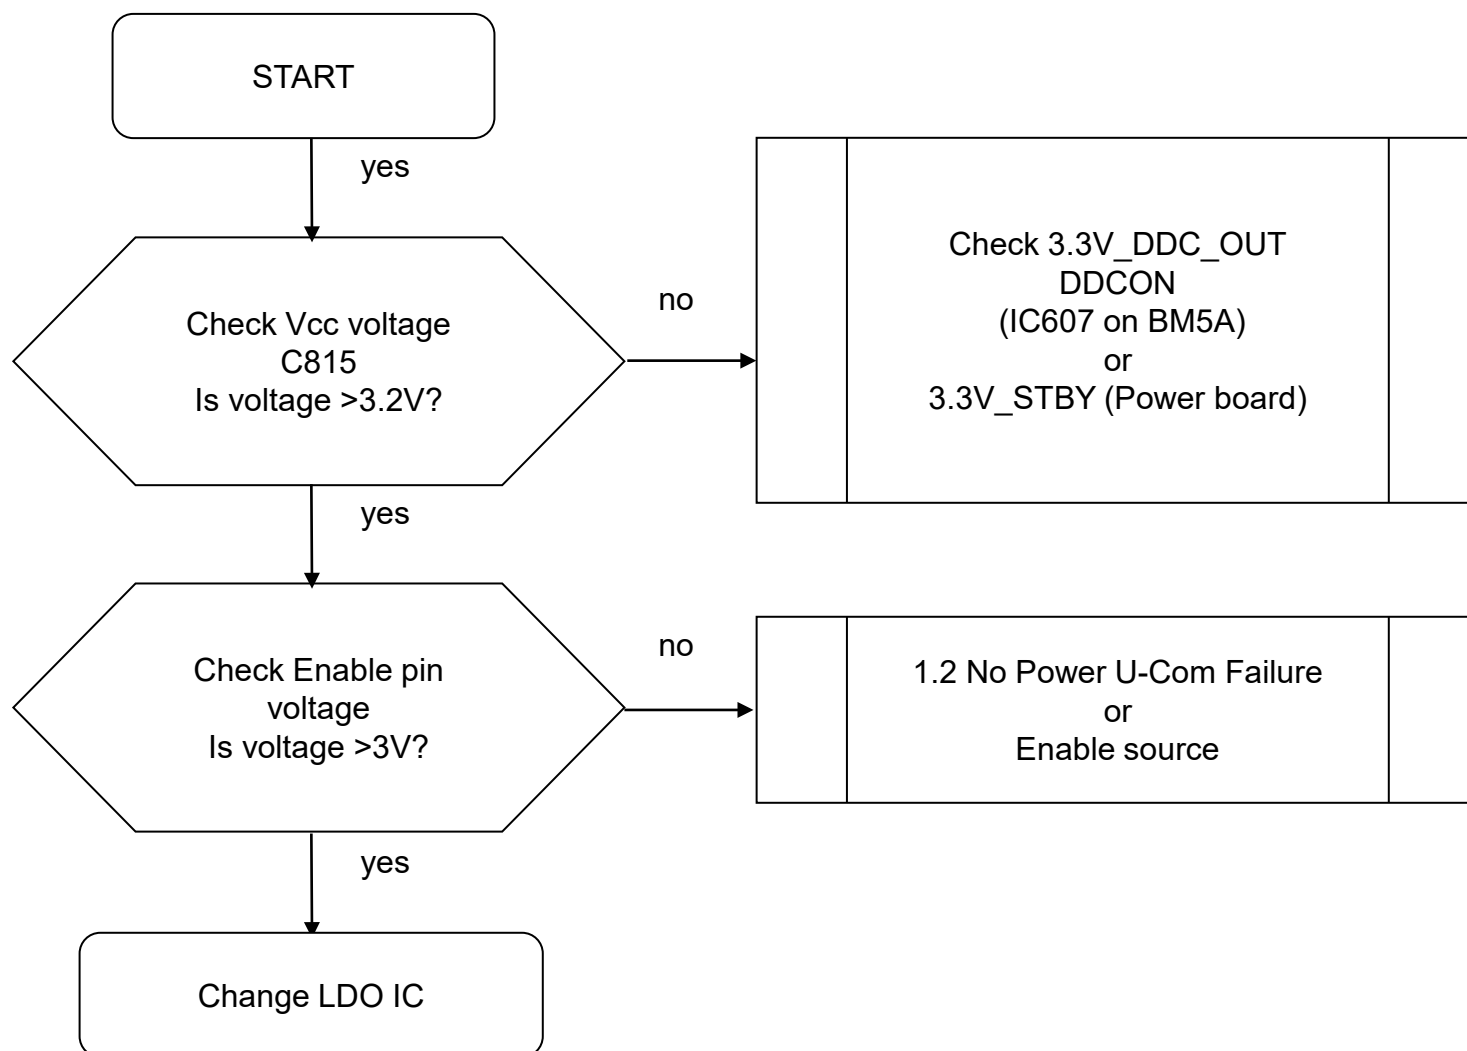 START
yes
Check Vcc voltage
C815
Is voltage >3.2V?
no
Check 3.3V_DDC_OUT
DDCON
(IC607 on BM5A)
or
3.3V_STBY (Power board)
yes
Check Enable pin
voltage
Is voltage >3V?
no
1.2 No Power U-Com Failure
or
Enable source
yes
Change LDO IC